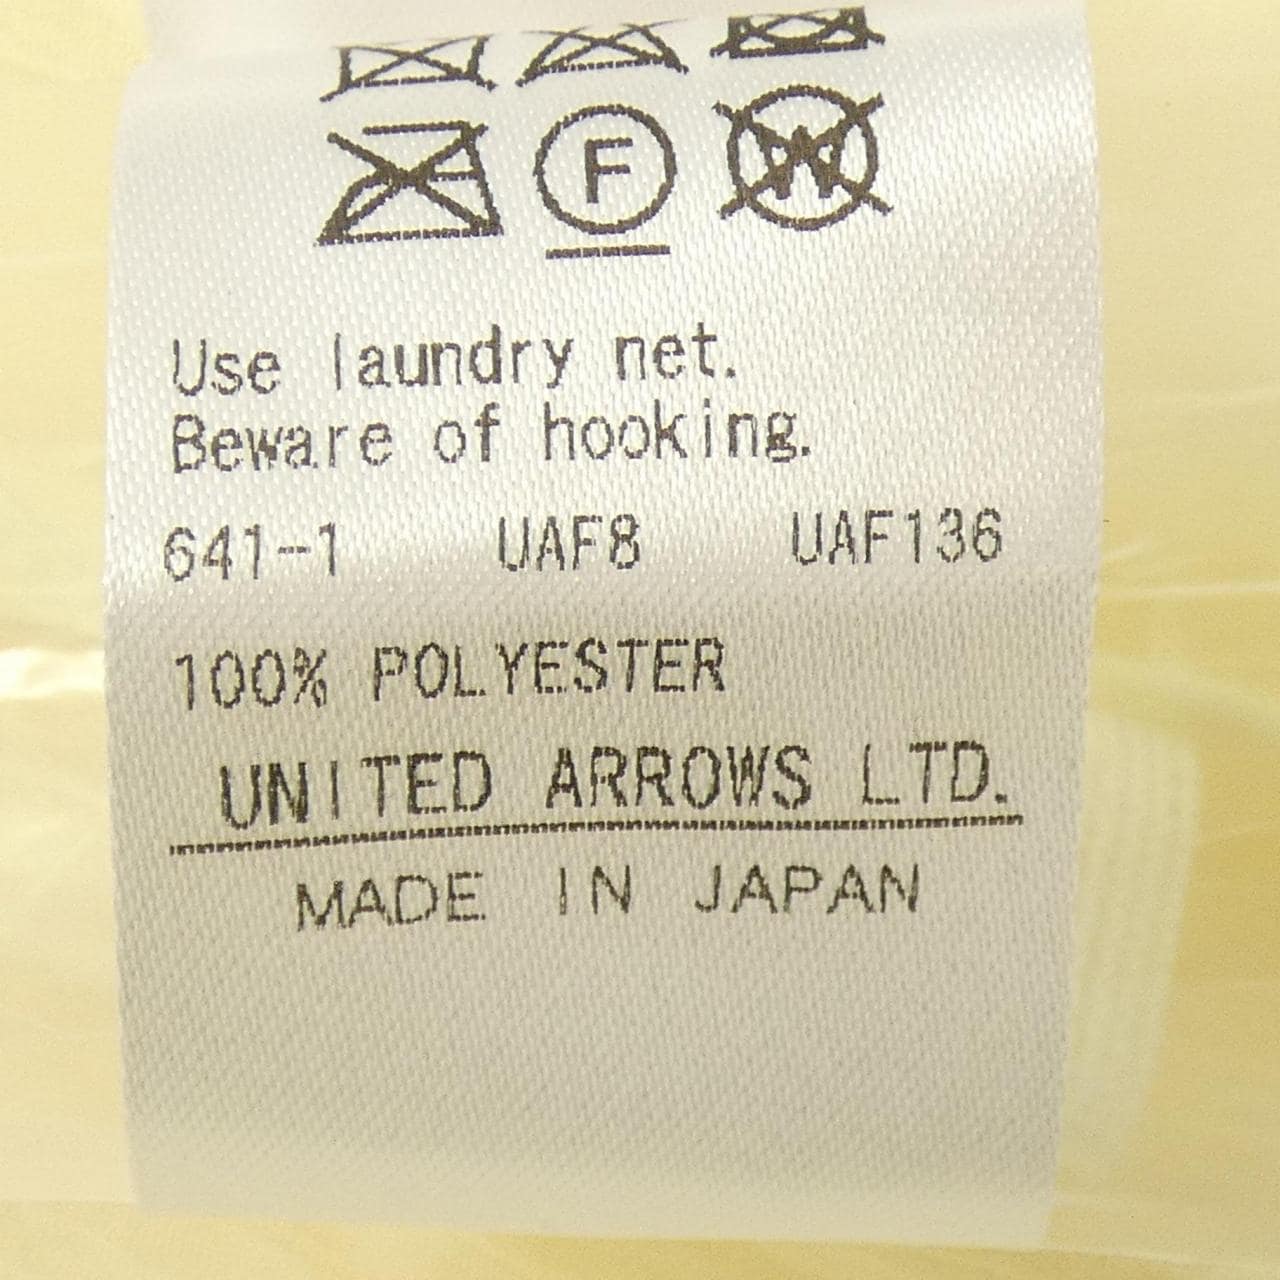 F W
Use laundry net.
Beware of hooking.
641-1 UAF8 UAF136
100% POLYESTER
UNITED ARROWS LTD.
MADE IN JAPAN